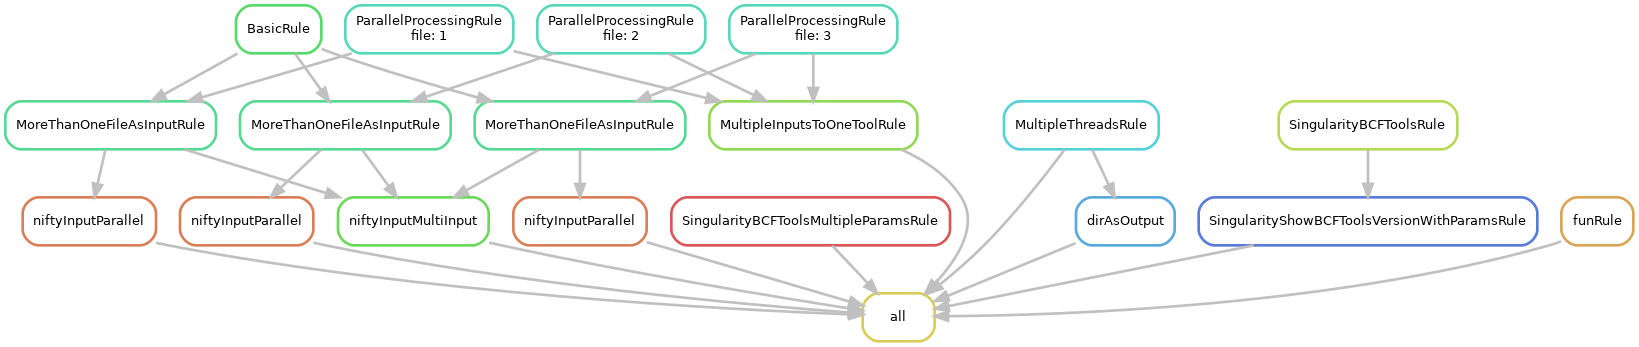 BasicRule
ParallelProcessingRule
file: 1
ParallelProcessingRule
file: 2
ParallelProcessingRule
file: 3
MoreThanOneFileAsInputRule
MoreThanOneFileAsInputRule
MoreThanOneFileAsInputRule
MultipleInputsToOneToolRule
MultipleThreadsRule
SingularityBCFToolsRule
niftyInputParallel
niftyInputParallel
niftyInputMultiInput
niftyInputParallel
SingularityBCFToolsMultipleParamsRule
dirAsOutput
SingularityShowBCFToolsVersionWithParamsRule
funRule
all